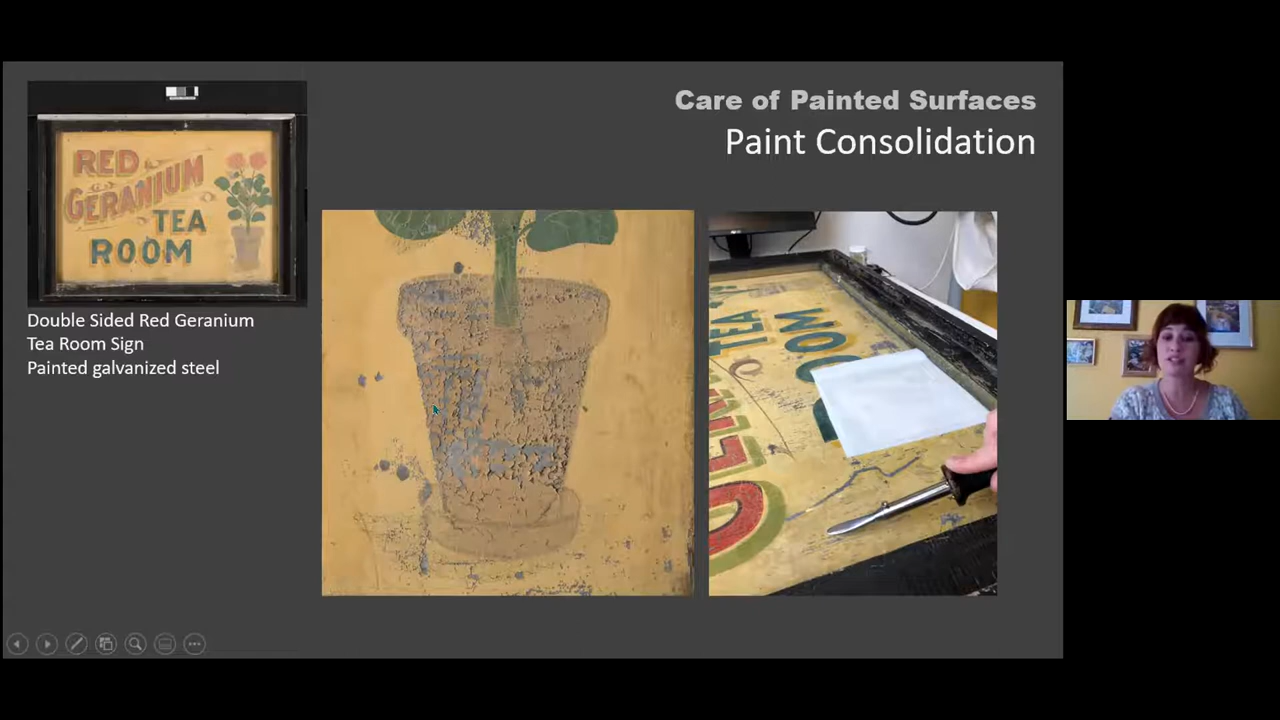 Care of Painted Surfaces
Paint Consolidation
RED
GERANIUM
TEA
ROOM
Double Sided Red Geranium
Tea Room Sign
Painted galvanized steel
TEA
OOM